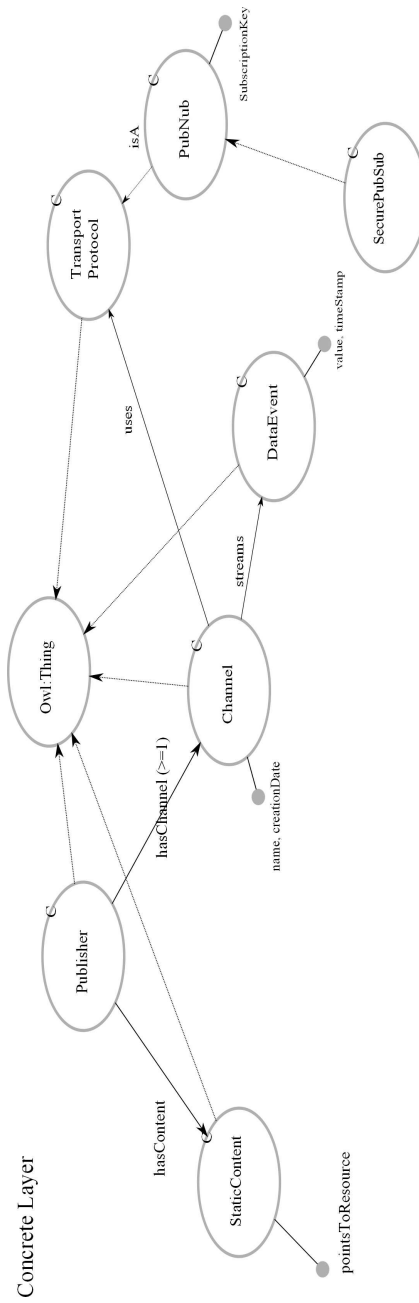 Concrete Layer
Owl:Thing
Publisher
C
Transport
Protocol
C
isA
PubNub
C
SubscriptionKey
uses
hasContent
hasChannel (>=1)
StaticContent
C
pointsToResource
Channel
C
name, creationDate
streams
DataEvent
C
value, timeStamp
SecurePubSub
C